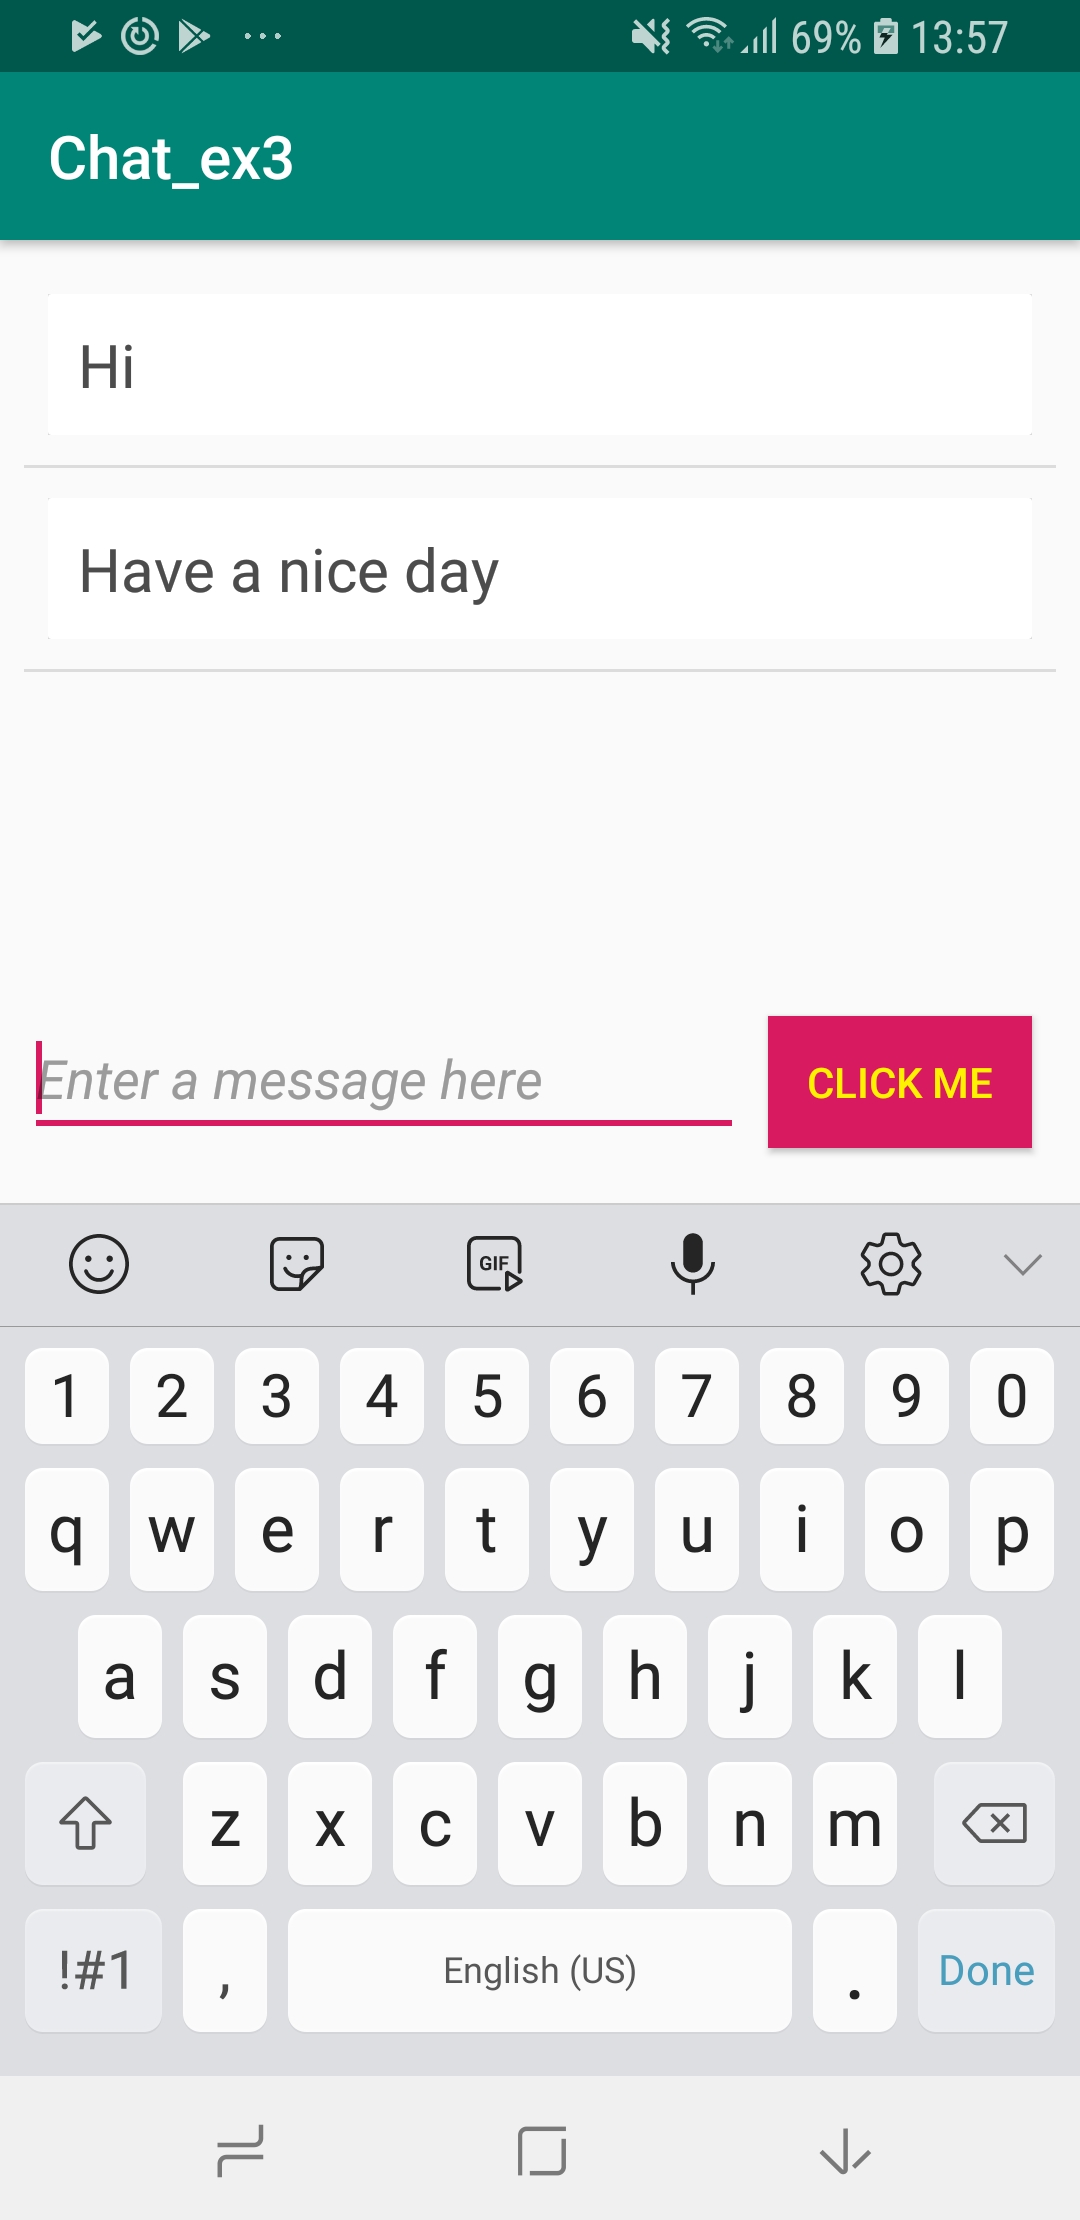 69% 13:57
Chat_ex3
Hi
Have a nice day
Enter a message here
CLICK ME
GIF
1 2 3 4 5 6 7 8 9 0
q w e r t y u i o p
a s d f g h j k l
z x c v b n m
!#1 , English (US) . Done